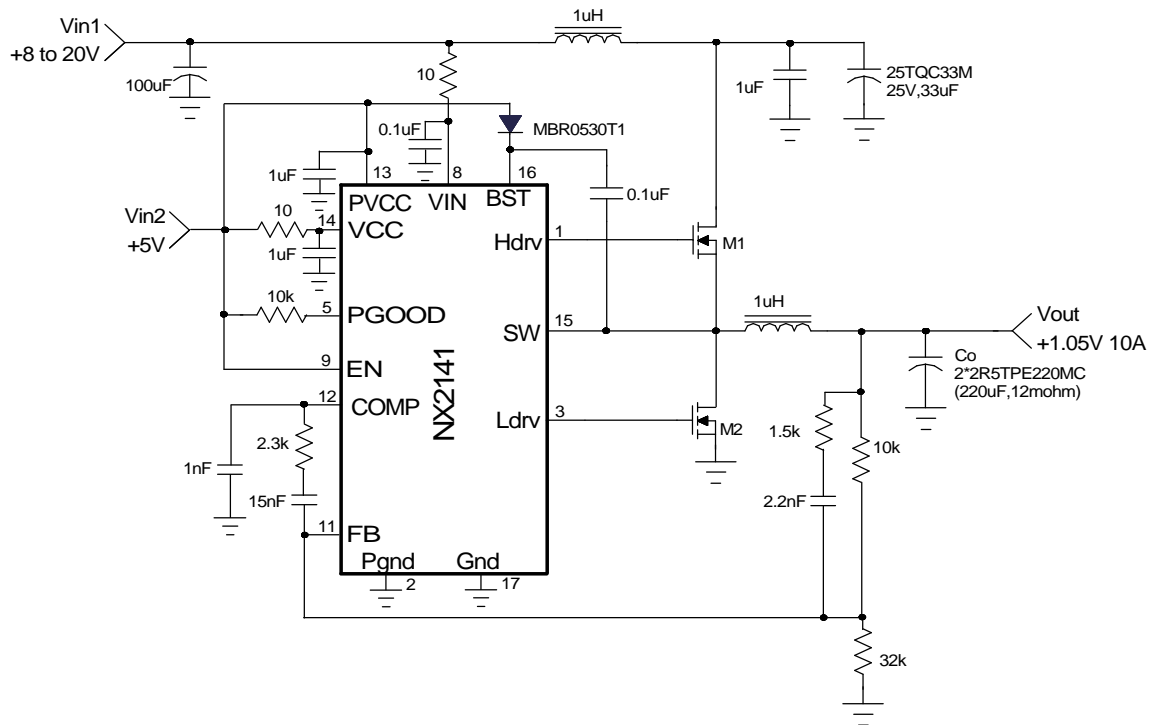 1uH
Vin1
+8 to 20V
100uF
10
1uF
25TQC33M
25V,33uF
MBR0530T1
0.1uF
1uF
13
8
16
0.1uF
PVCC
VIN
BST
Vin2
+5V
10
14
VCC
1uF
Hdrv
1
M1
10k
5
PGOOD
1uH
SW
15
Vout
+1.05V 10A
9
EN
Co
2*2R5TPE220MC
(220uF,12mohm)
12
COMP
NX2141
Ldrv
3
M2
2.3k
1.5k
10k
1nF
15nF
2.2nF
11
FB
Pgnd
Gnd
2
17
32k